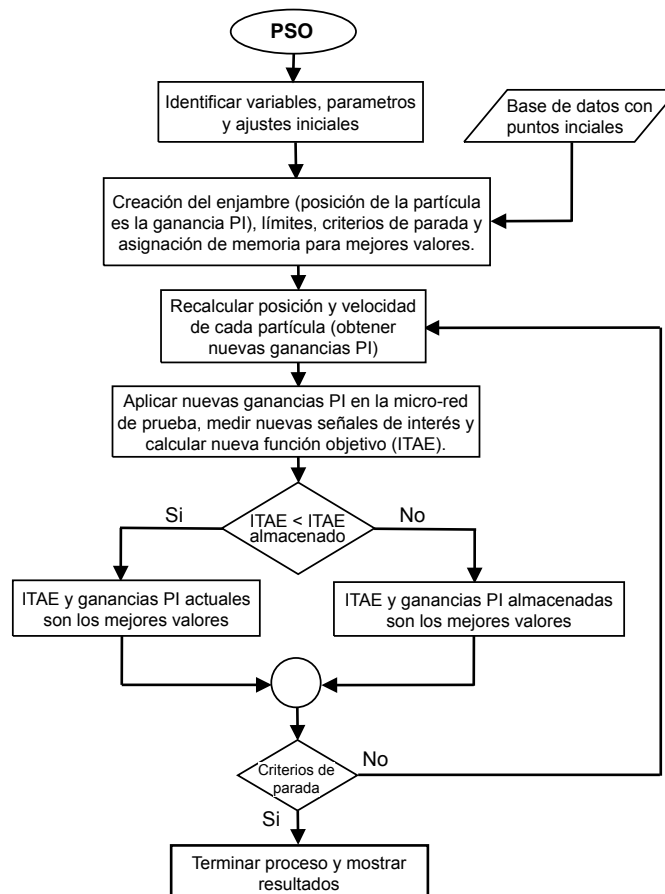 PSO
Identificar variables, parametros
y ajustes iniciales
Base de datos con
puntos inciales
Creación del enjambre (posición de la partícula
es la ganancia PI), límites, criterios de parada y
asignación de memoria para mejores valores.
Recalcular posición y velocidad
de cada partícula (obtener
nuevas ganancias PI)
Aplicar nuevas ganancias PI en la micro-red
de prueba, medir nuevas señales de interés y
calcular nueva función objetivo (ITAE).
Si
ITAE < ITAE
almacenado
No
ITAE y ganancias PI actuales
son los mejores valores
ITAE y ganancias PI almacenadas
son los mejores valores
Criterios de
parada
No
Si
Terminar proceso y mostrar
resultados